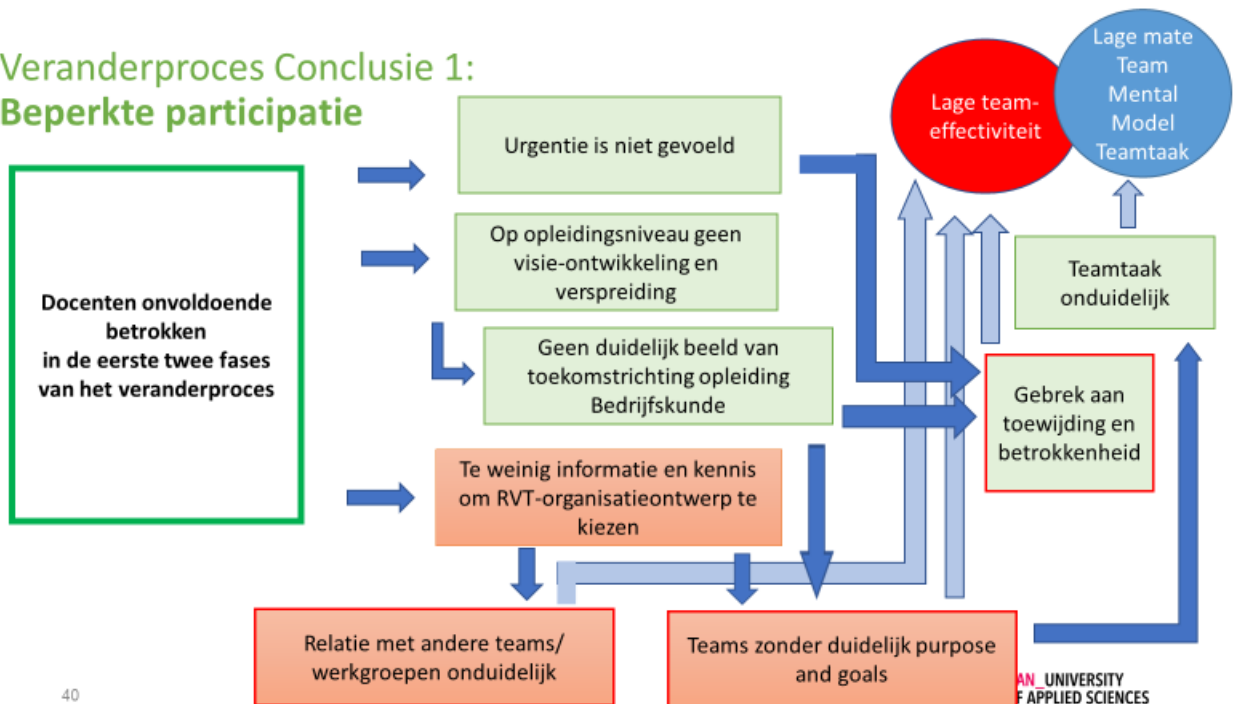 Veranderproces Conclusie 1:
Beperkte participatie
Docenten onvoldoende
betrokken
in de eerste twee fases
van het veranderproces
Urgentie is niet gevoeld
Op opleidingsniveau geen
visie-ontwikkeling en
verspreiding
Geen duidelijk beeld van
toekomstrichting opleiding
Bedrijfskunde
Te weinig informatie en kennis
om RVT-organisatieontwerp te
kiezen
Relatie met andere teams/
werkgroepen onduidelijk
Teams zonder duidelijk purpose
and goals
Lage team-
effectiviteit
Lage mate
Team
Mental
Model
Teamtaak
Teamtaak
onduidelijk
Gebrek aan
toewijding en
betrokkenheid
40
AN_UNIVERSITY
F APPLIED SCIENCES